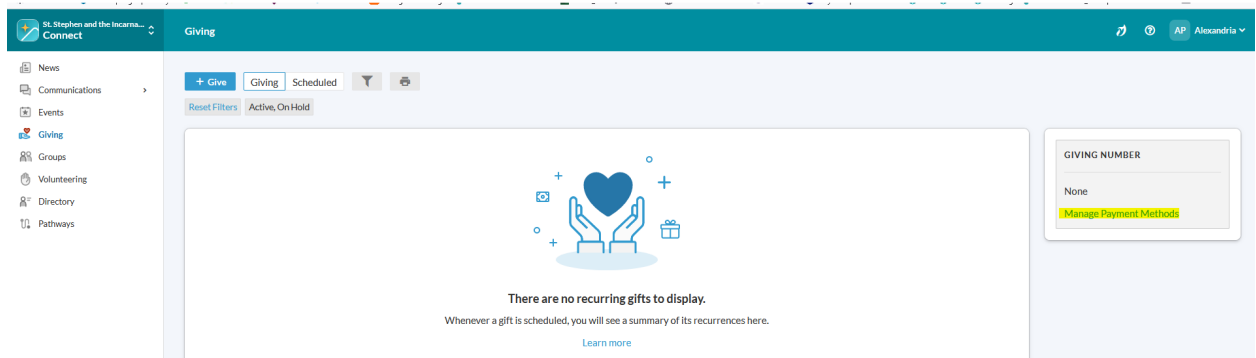 St. Stephen and the Incarna...
Connect
Giving
AP Alexandria
News
Communications
Events
Giving
Groups
Volunteering
Directory
Pathways
+ Give Giving Scheduled
Reset Filters Active, On Hold
There are no recurring gifts to display.
Whenever a gift is scheduled, you will see a summary of its recurrences here.
Learn more
GIVING NUMBER
None
Manage Payment Methods